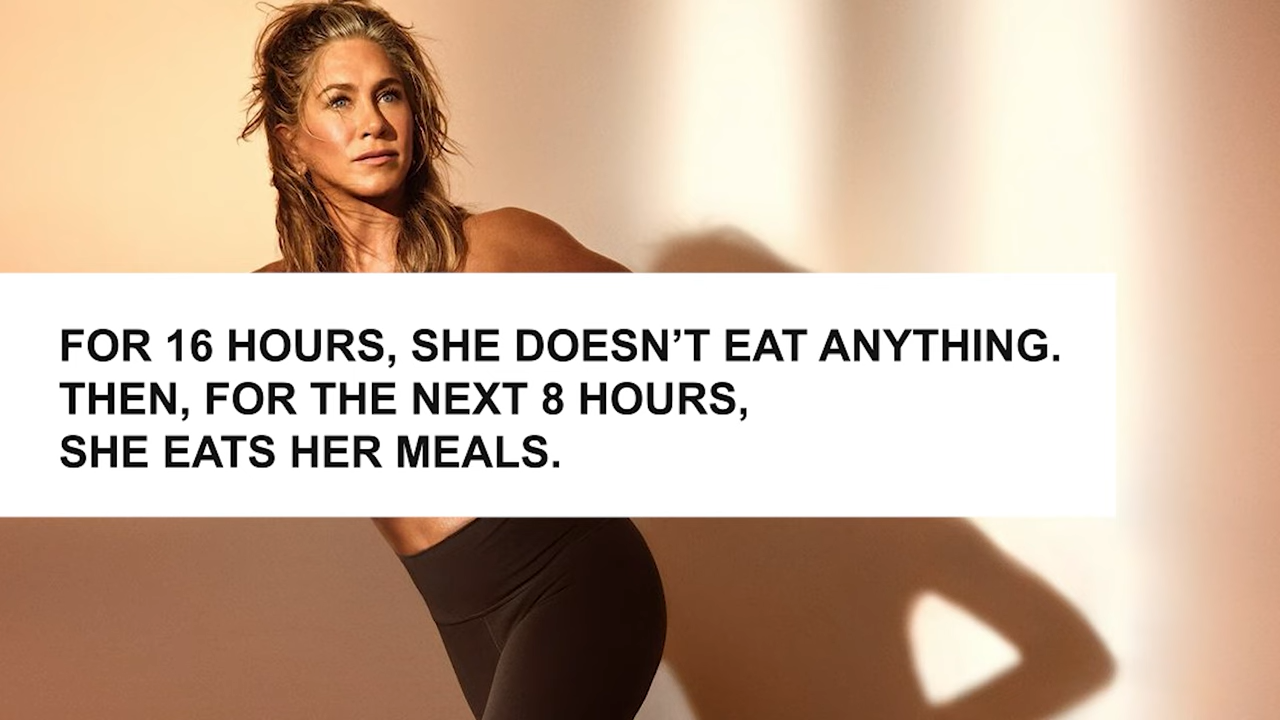 FOR 16 HOURS, SHE DOESN’T EAT ANYTHING.
THEN, FOR THE NEXT 8 HOURS,
SHE EATS HER MEALS.